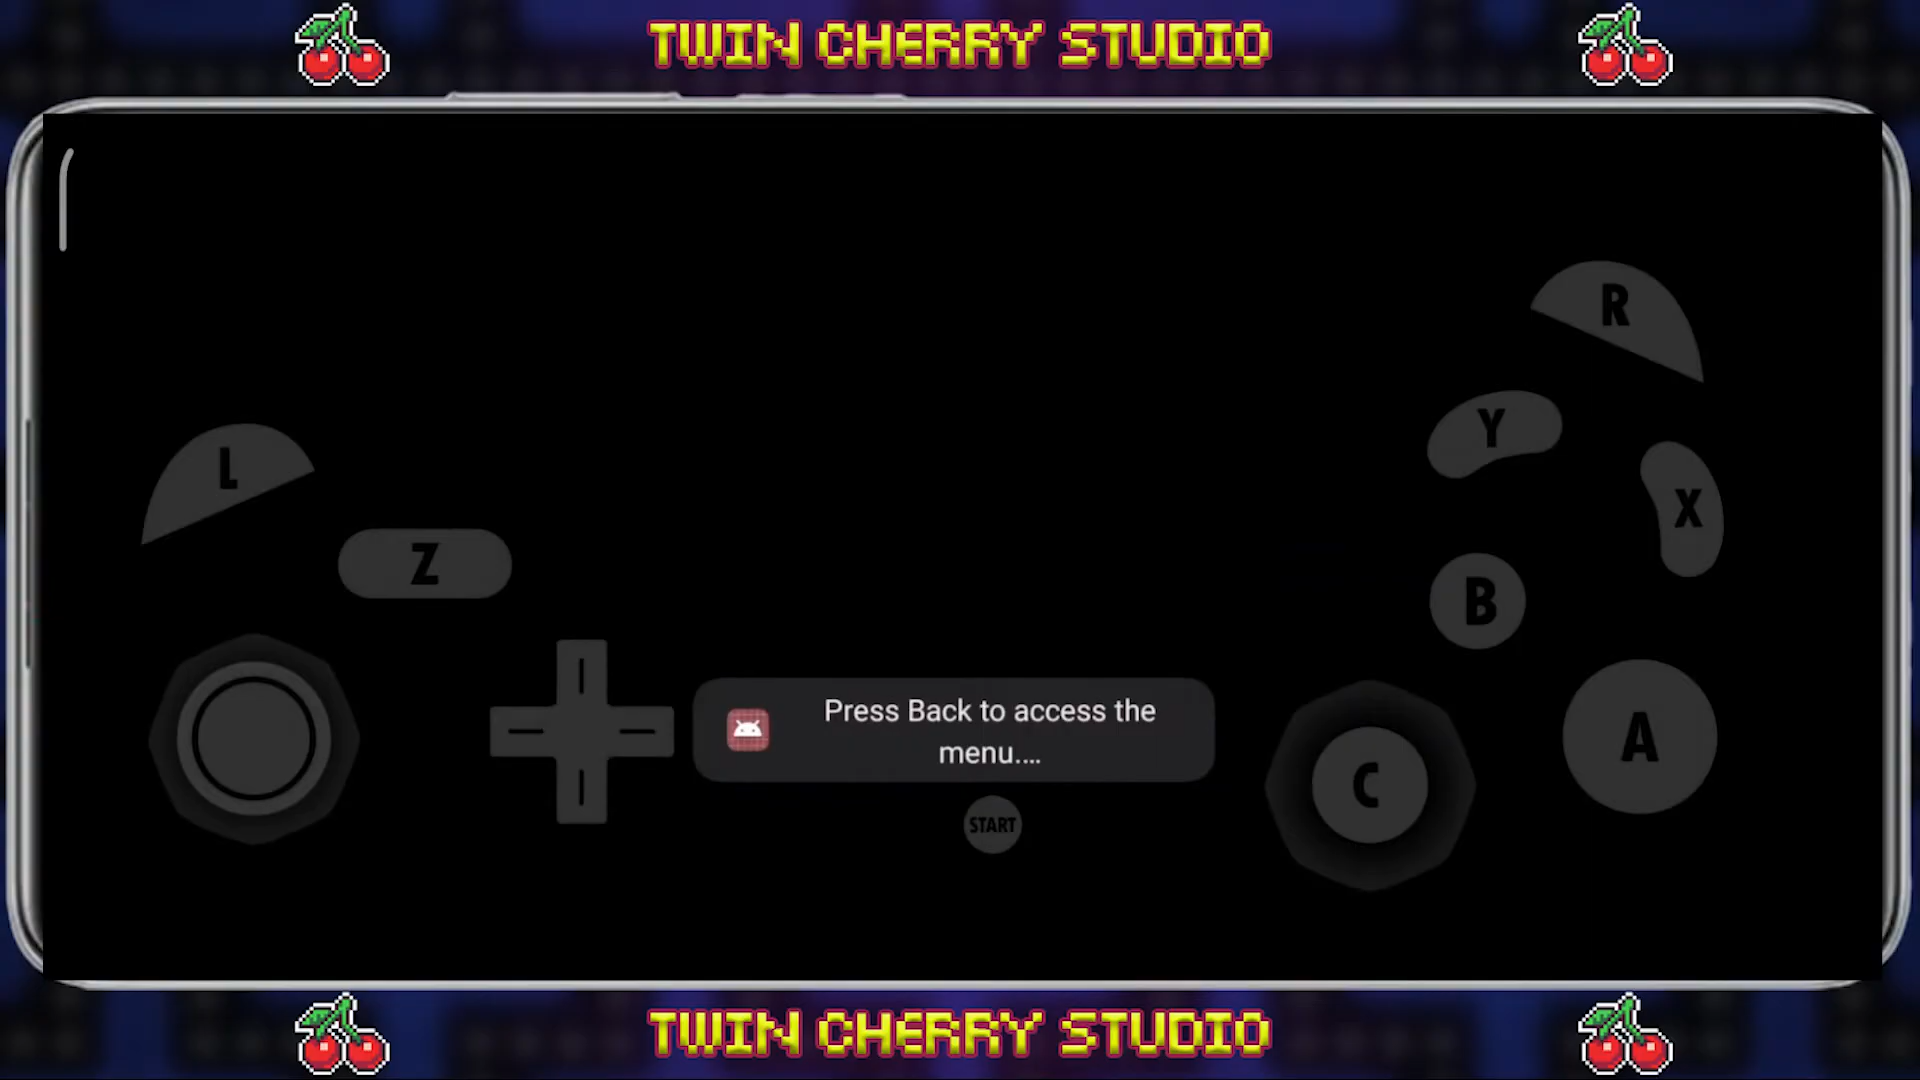 TWIN CHERRY STUDIO
R
Y
L
X
Z
B
Press Back to access the
menu....
A
C
START
TWIN CHERRY STUDIO